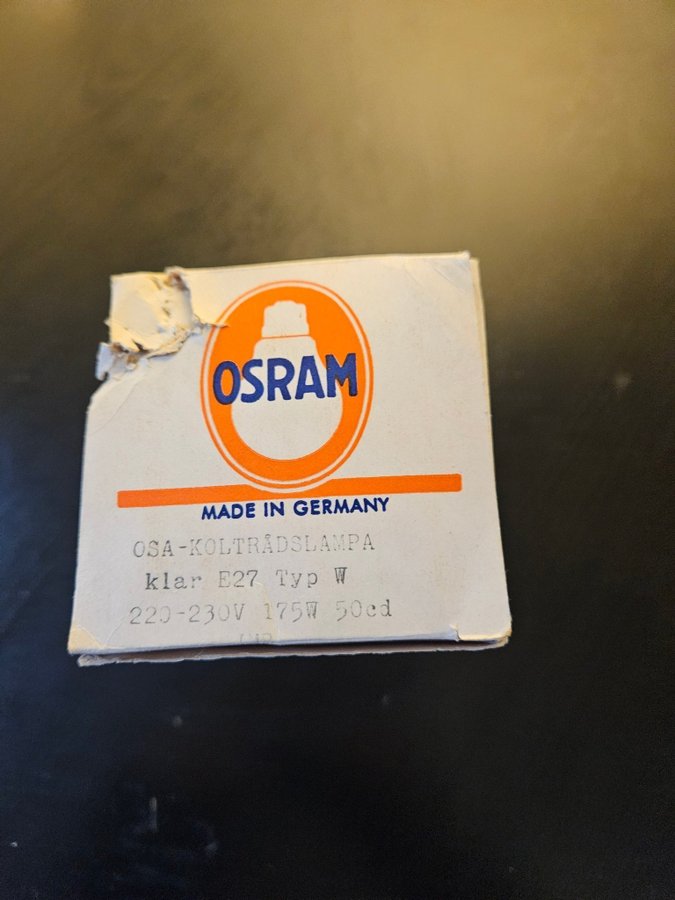 OSRAM
MADE IN GERMANY
OSA-KOLTRÅDSLAMPA
klar E27 Typ W
220-230V 175W 50cd